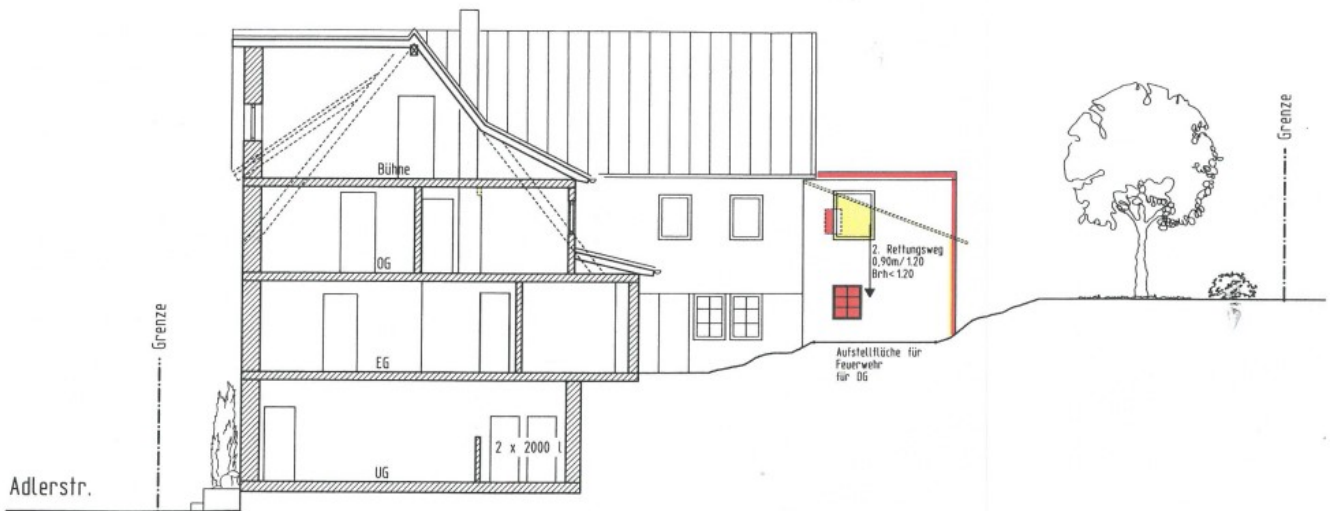 Grenze
Bühne
2. Rettungsweg
0,90m/1.20
Brh<1.20
OG
Grenze
EG
Aufstellfläche für
Feuerwehr
für DG
2 x 2000 l
UG
Adlerstr.